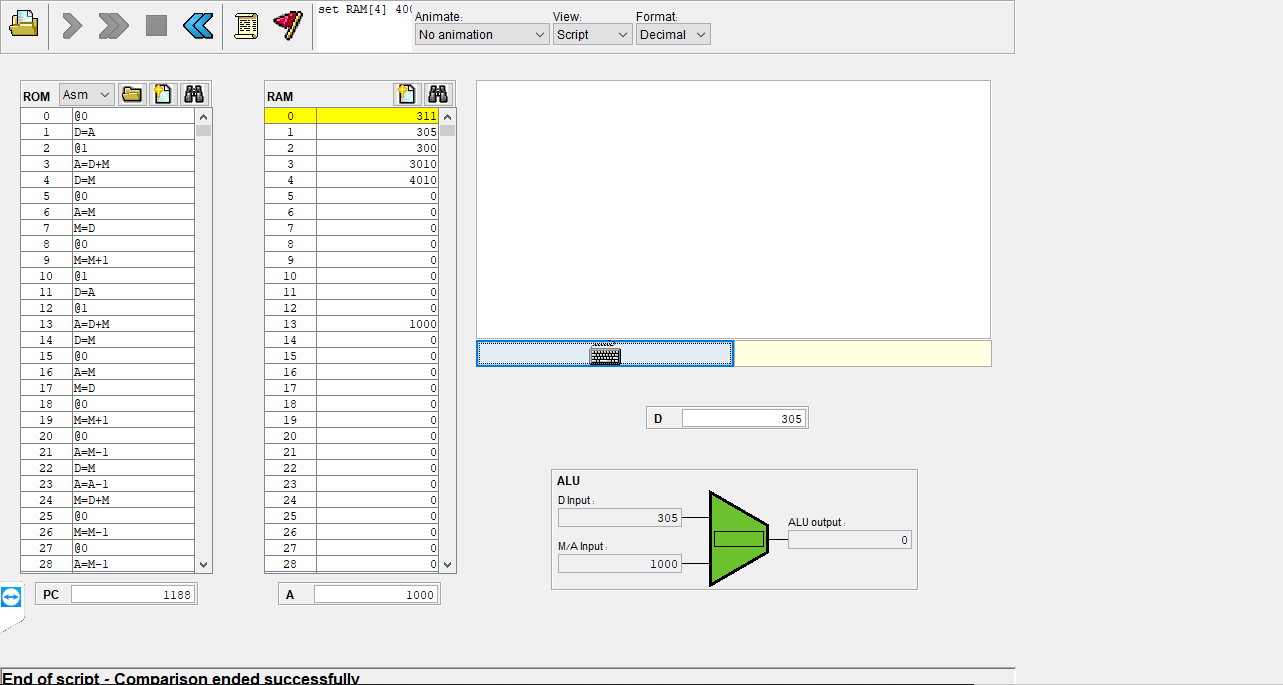 set RAM[4] 400
Animate: View: Format:
No animation Script Decimal
ROM Asm
0 @0
1 D=A
2 @1
3 A=D+M
4 D=M
5 @0
6 A=M
7 M=D
8 @0
9 M=M+1
10 @1
11 D=A
12 @1
13 A=D+M
14 D=M
15 @0
16 A=M
17 M=D
18 @0
19 M=M+1
20 @0
21 A=M-1
22 D=M
23 A=A-1
24 M=D+M
25 @0
26 M=M-1
27 @0
28 A=M-1
PC 1188
RAM
0 311
1 305
2 300
3 3010
4 4010
5 0
6 0
7 0
8 0
9 0
10 0
11 0
12 0
13 1000
14 0
15 0
16 0
17 0
18 0
19 0
20 0
21 0
22 0
23 0
24 0
25 0
26 0
27 0
28 0
A 1000
D 305
ALU
D Input :
305
M/A Input :
1000
ALU output :
0
End of script - Comparison ended successfully